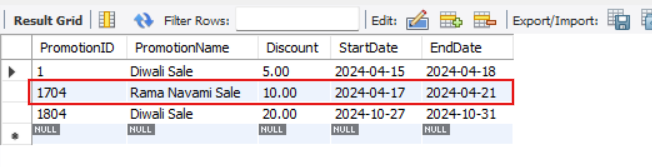 Result Grid Filter Rows: Edit: Export/Import:
PromotionID PromotionName Discount StartDate EndDate
1 Diwali Sale 5.00 2024-04-15 2024-04-18
1704 Rama Navami Sale 10.00 2024-04-17 2024-04-21
1804 Diwali Sale 20.00 2024-10-27 2024-10-31
NULL NULL NULL NULL NULL